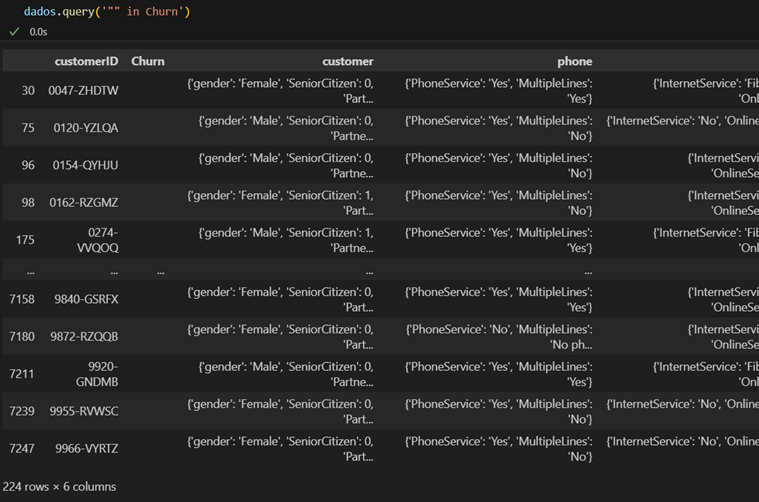 dados.query('"" in Churn')
0.0s
customerID Churn customer phone
30 0047-ZHDTW {'gender': 'Female', 'SeniorCitizen': 0, 'Part... {'PhoneService': 'Yes', 'MultipleLines': 'Yes'} {'InternetService': 'Fib 'Onl
75 0120-YZLQA {'gender': 'Male', 'SeniorCitizen': 0, 'Partne... {'PhoneService': 'Yes', 'MultipleLines': 'No'} {'InternetService': 'No', 'Online
96 0154-QYHJU {'gender': 'Male', 'SeniorCitizen': 0, 'Partne... {'PhoneService': 'Yes', 'MultipleLines': 'No'} {'InternetServi 'OnlineSe
98 0162-RZGMZ {'gender': 'Female', 'SeniorCitizen': 1, 'Part... {'PhoneService': 'Yes', 'MultipleLines': 'No'} {'InternetServi 'OnlineSe
175 0274-VVQOQ {'gender': 'Male', 'SeniorCitizen': 1, 'Partne... {'PhoneService': 'Yes', 'MultipleLines': 'Yes'} {'InternetService': 'Fib 'Onl
... ... ... ... ...
7158 9840-GSRFX {'gender': 'Female', 'SeniorCitizen': 0, 'Part... {'PhoneService': 'Yes', 'MultipleLines': 'Yes'} {'InternetServi 'OnlineSe
7180 9872-RZQQB {'gender': 'Female', 'SeniorCitizen': 0, 'Part... {'PhoneService': 'No', 'MultipleLines': 'No ph... {'InternetServi 'OnlineSe
7211 9920-GNDMB {'gender': 'Male', 'SeniorCitizen': 0, 'Partne... {'PhoneService': 'Yes', 'MultipleLines': 'Yes'} {'InternetService': 'Fib 'Onl
7239 9955-RVWSC {'gender': 'Female', 'SeniorCitizen': 0, 'Part... {'PhoneService': 'Yes', 'MultipleLines': 'No'} {'InternetService': 'No', 'Online
7247 9966-VYRTZ {'gender': 'Female', 'SeniorCitizen': 0, 'Part... {'PhoneService': 'Yes', 'MultipleLines': 'No'} {'InternetService': 'No', 'Online
224 rows × 6 columns